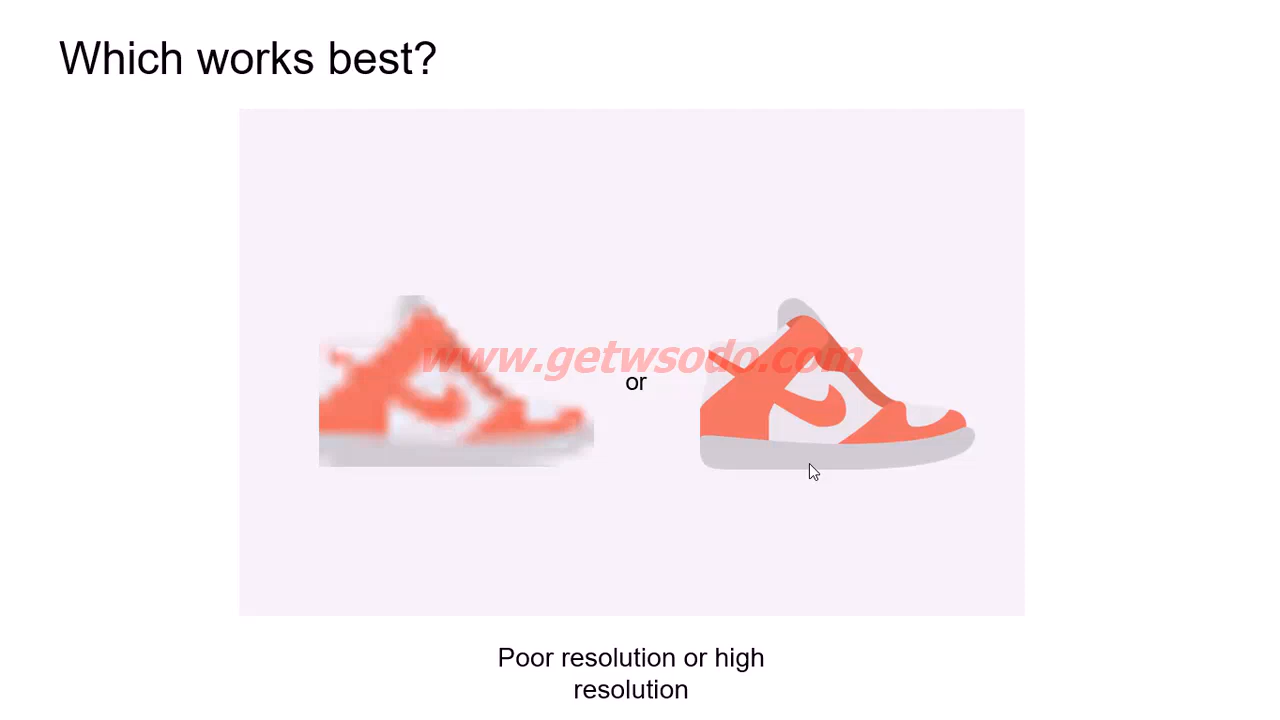 Which works best?
www.getwsodo.com
or
Poor resolution or high
resolution